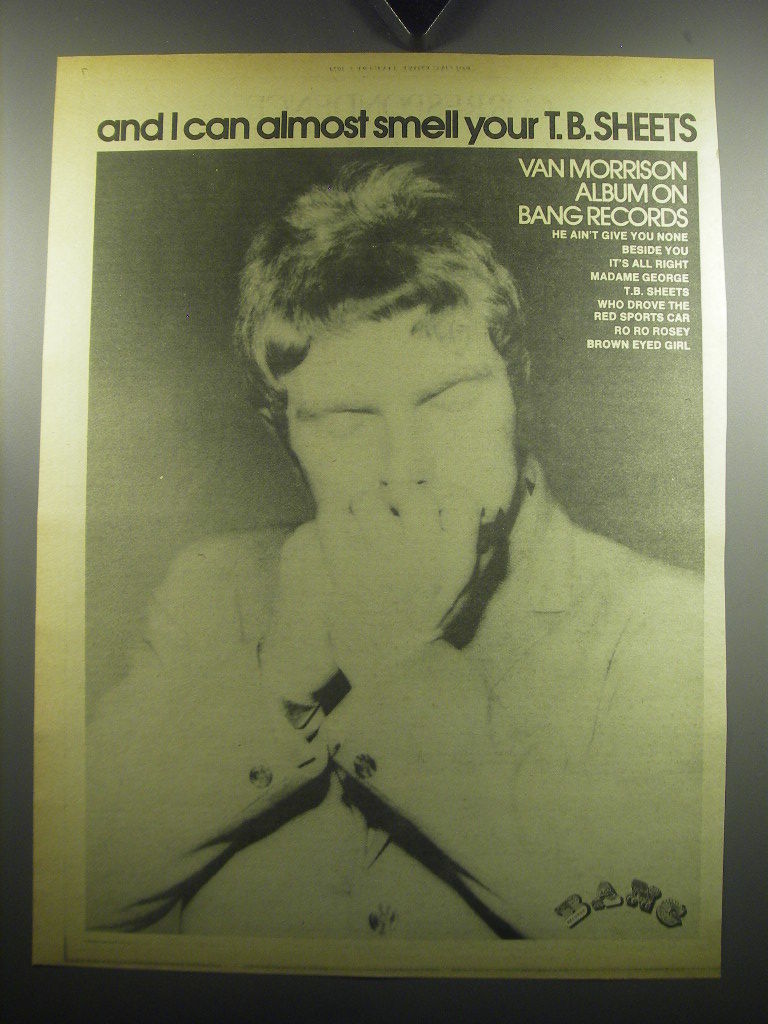 and I can almost smell your T.B. SHEETS
VAN MORRISON
ALBUM ON
BANG RECORDS
HE AIN'T GIVE YOU NONE
BESIDE YOU
IT'S ALL RIGHT
MADAME GEORGE
T.B. SHEETS
WHO DROVE THE
RED SPORTS CAR
RO RO ROSEY
BROWN EYED GIRL
BANG